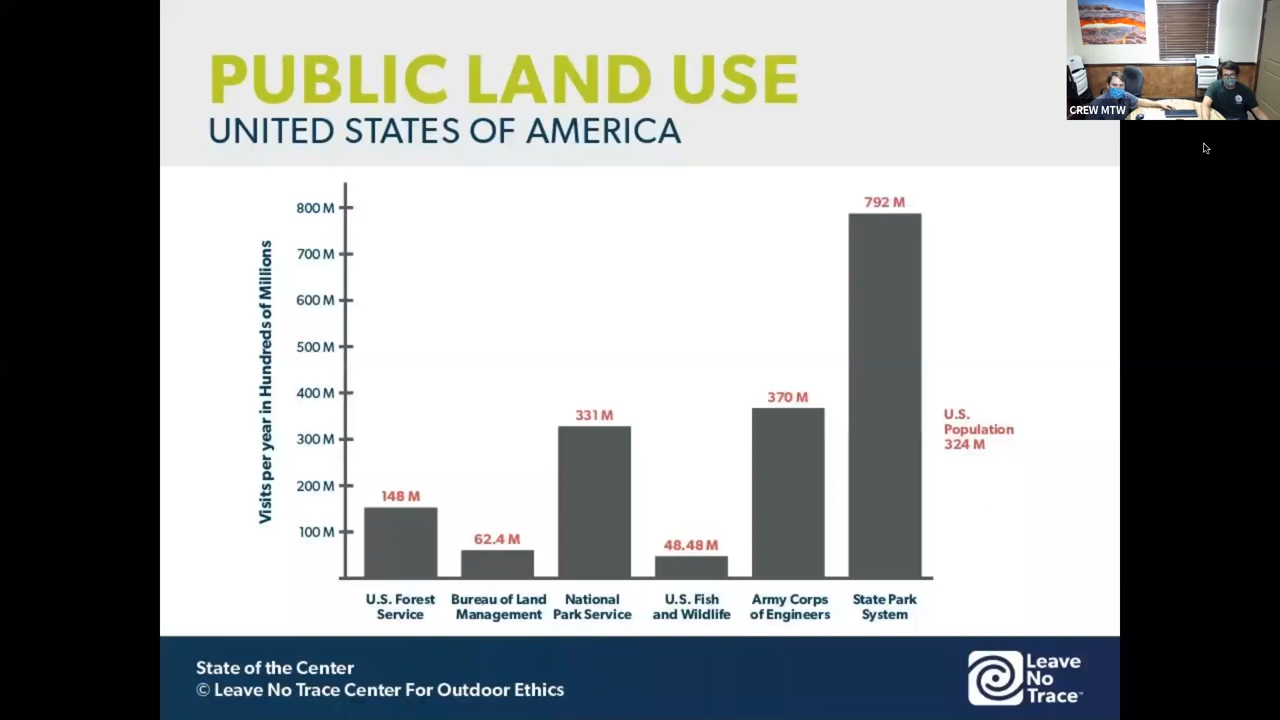 PUBLIC LAND USE
UNITED STATES OF AMERICA
CREW MTW
Visits per year in Hundreds of Millions
800 M
700 M
600 M
500 M
400 M
300 M
200 M
100 M
148 M
62.4 M
331 M
48.48 M
370 M
792 M
U.S.
Population
324 M
U.S. Forest
Service
Bureau of Land
Management
National
Park Service
U.S. Fish
and Wildlife
Army Corps
of Engineers
State Park
System
State of the Center
© Leave No Trace Center For Outdoor Ethics
Leave
No
Trace™